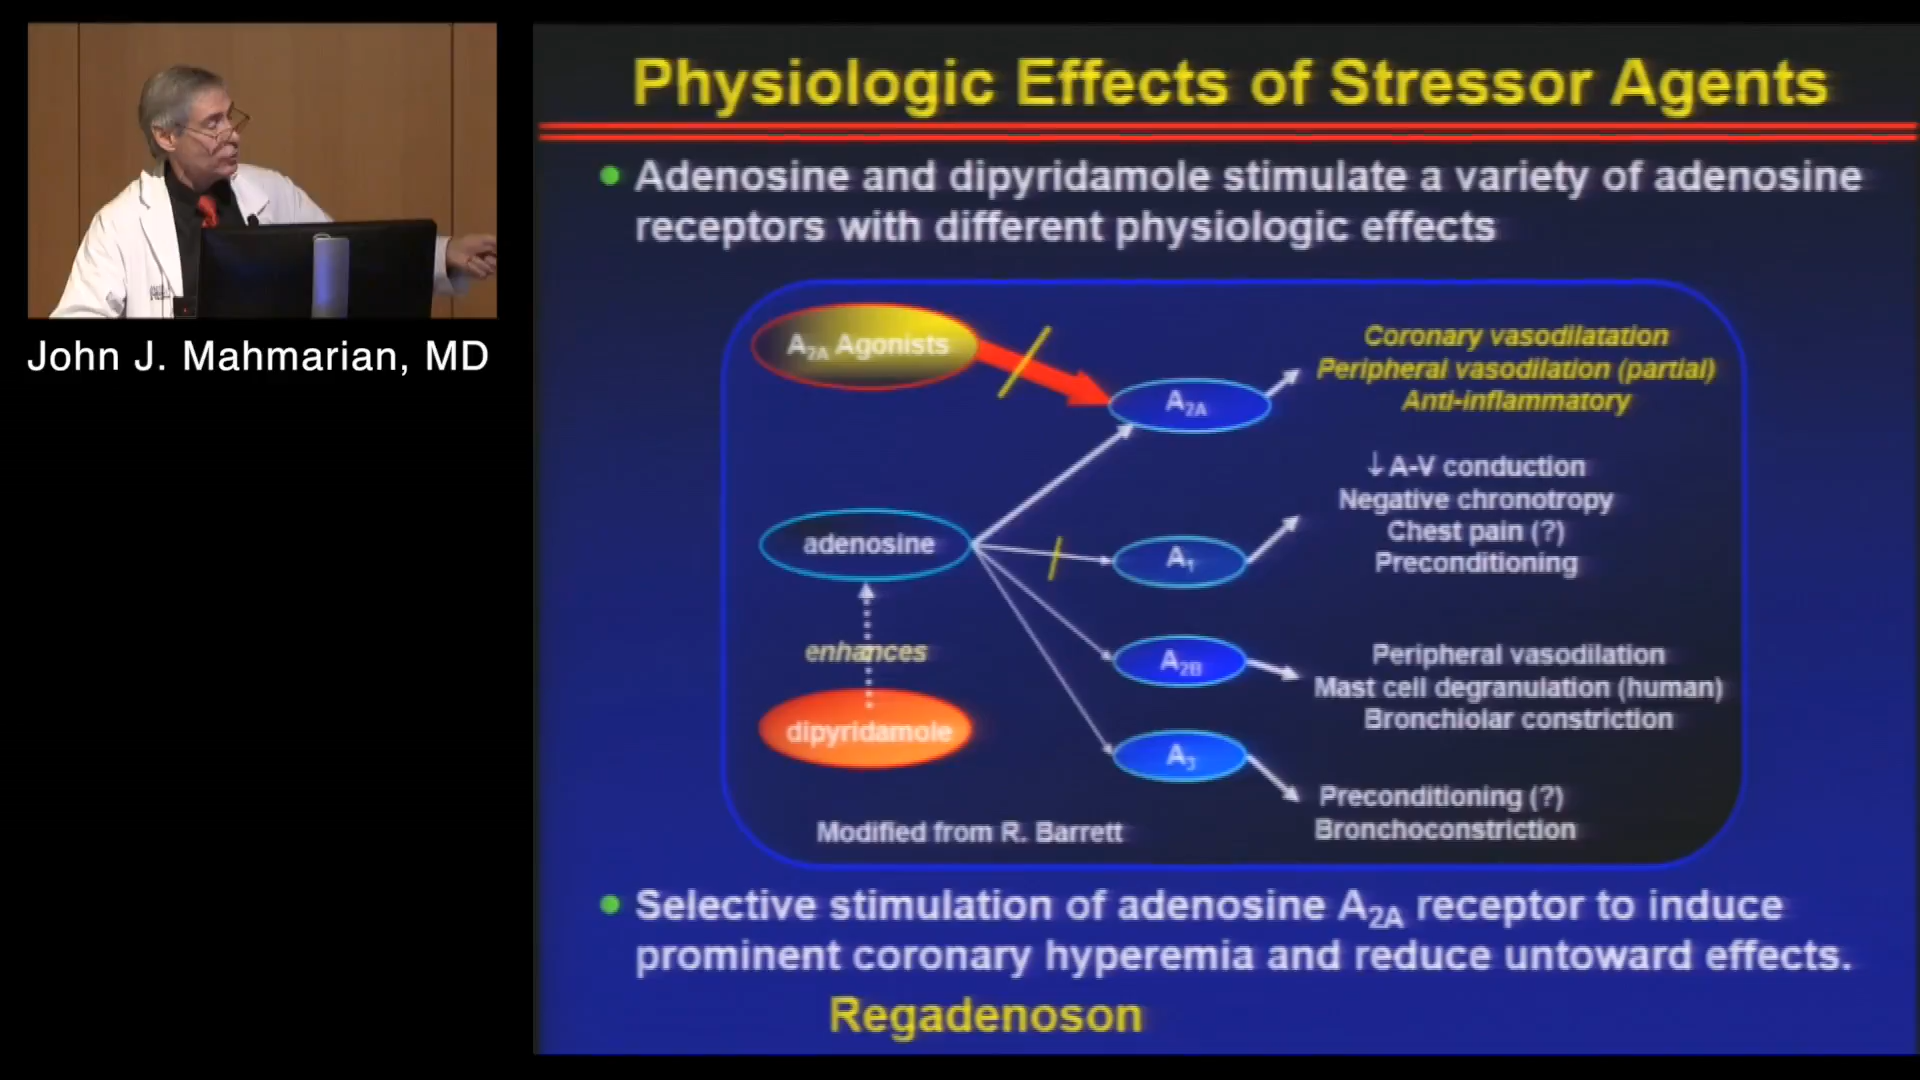 Physiologic Effects of Stressor Agents
• Adenosine and dipyridamole stimulate a variety of adenosine
receptors with different physiologic effects
A2A Agonists
A2A
Coronary vasodilatation
Peripheral vasodilation (partial)
Anti-inflammatory
adenosine
A1
↓ A-V conduction
Negative chronotropy
Chest pain (?)
Preconditioning
enhances
dipyridamole
A2B
Peripheral vasodilation
Mast cell degranulation (human)
Bronchiolar constriction
A3
Preconditioning (?)
Bronchoconstriction
Modified from R. Barrett
• Selective stimulation of adenosine A2A receptor to induce
prominent coronary hyperemia and reduce untoward effects.
Regadenoson
John J. Mahmarian, MD